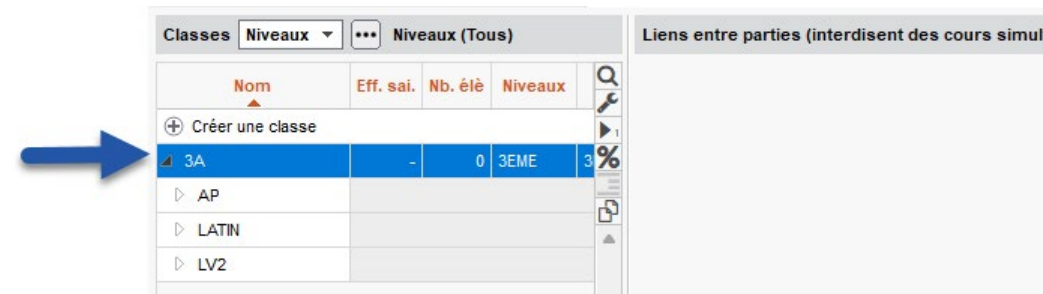 Classes Niveaux ... Niveaux (Tous) Liens entre parties (interdisent des cours simul
Nom Eff. sai. Nb. élè Niveaux
Créer une classe
3A - 0 3EME 3
AP
LATIN
LV2